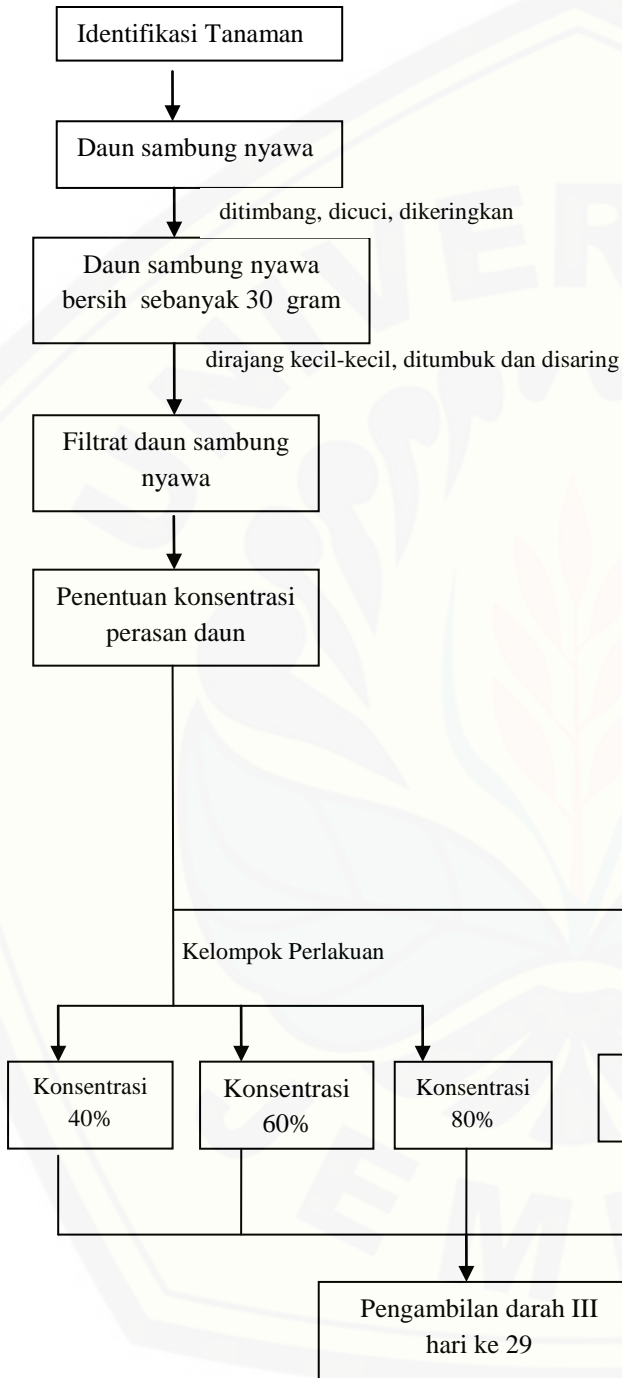 Identifikasi Tanaman
Daun sambung nyawa
ditimbang, dicuci, dikeringkan
Daun sambung nyawa
bersih sebanyak 30 gram
dirajang kecil-kecil, ditumbuk dan disaring
Filtrat daun sambung
nyawa
Penentuan konsentrasi
perasan daun
Kelompok Perlakuan
Konsentrasi
40%
Konsentrasi
60%
Konsentrasi
80%
Pengambilan darah III
hari ke 29